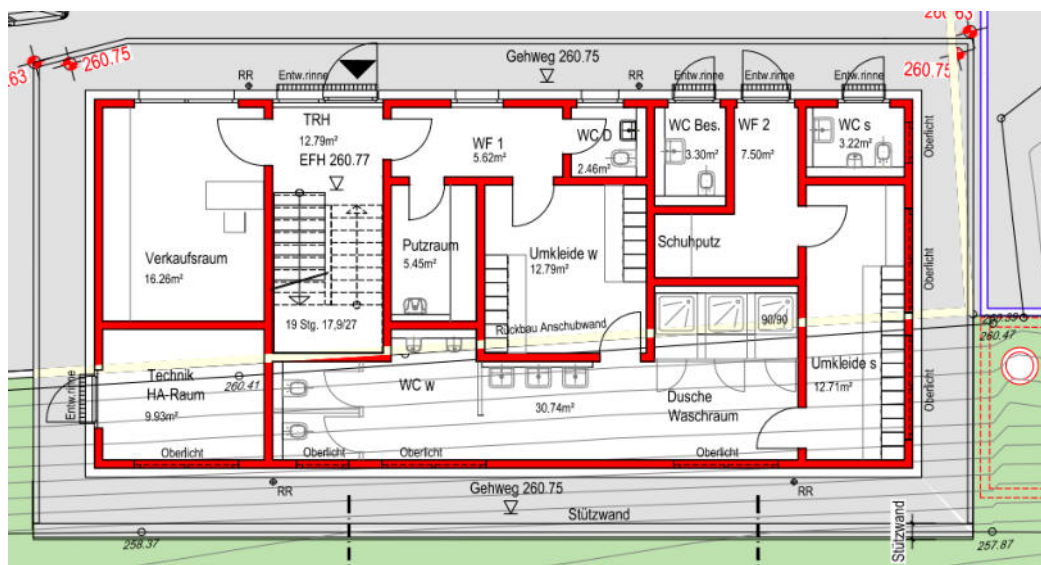 260.63
260.75
Gehweg 260.75
63
260.75
RR
Entw.rinne
RR
Entw.rinne
Entw.rinne
Entw.rinne
TRH
12.79m²
EFH 260.77
WF 1
5.62m²
WC D
2.46m²
WC Bes.
3.30m²
WF 2
7.50m²
WC s
3.22m²
Oberlicht
Verkaufsraum
16.26m²
Putzraum
5.45m²
Umkleide w
12.79m²
Schuhputz
Oberlicht
19 Stg. 17,9/27
Rückbau Anschubwand
90/90
260.47
Technik
HA-Raum
9.93m²
260.41
Entw.rinne
WC w
30.74m²
Dusche
Waschraum
Umkleide s
12.71m²
Oberlicht
Oberlicht
Oberlicht
Oberlicht
Oberlicht
RR
Gehweg 260.75
RR
Stützwand
Stützwand
258.37
257.87